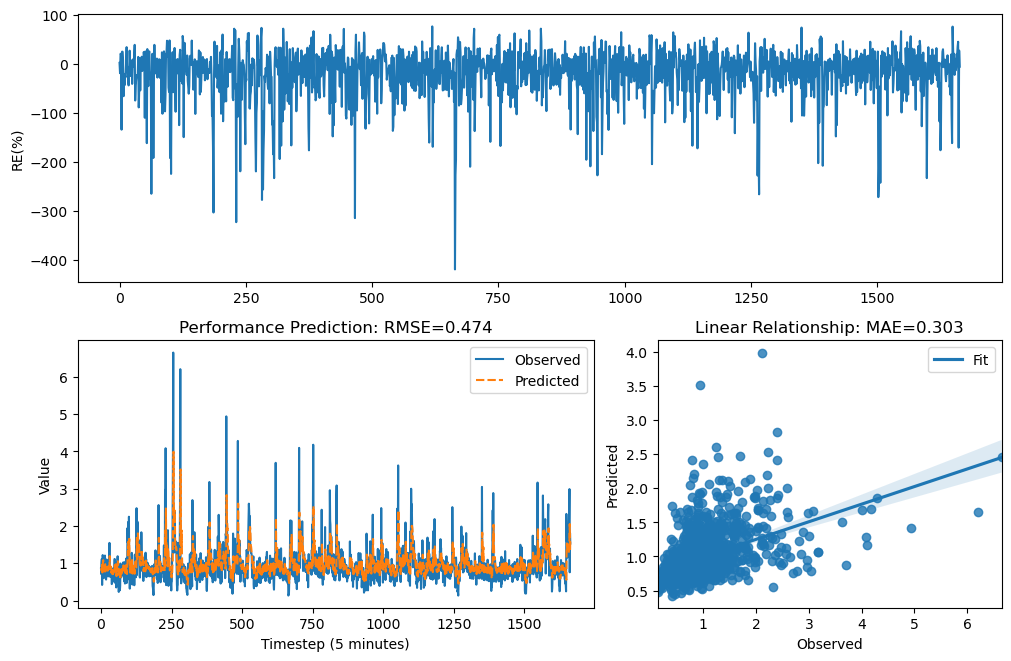 100
0
−100
−200
−300
−400
RE(%)
0 250 500 750 1000 1250 1500
Performance Prediction: RMSE=0.474
Observed
Predicted
6
5
4
3
2
1
0
Value
0 250 500 750 1000 1250 1500
Timestep (5 minutes)
Linear Relationship: MAE=0.303
Fit
4.0
3.5
3.0
2.5
2.0
1.5
1.0
0.5
Predicted
1 2 3 4 5 6
Observed